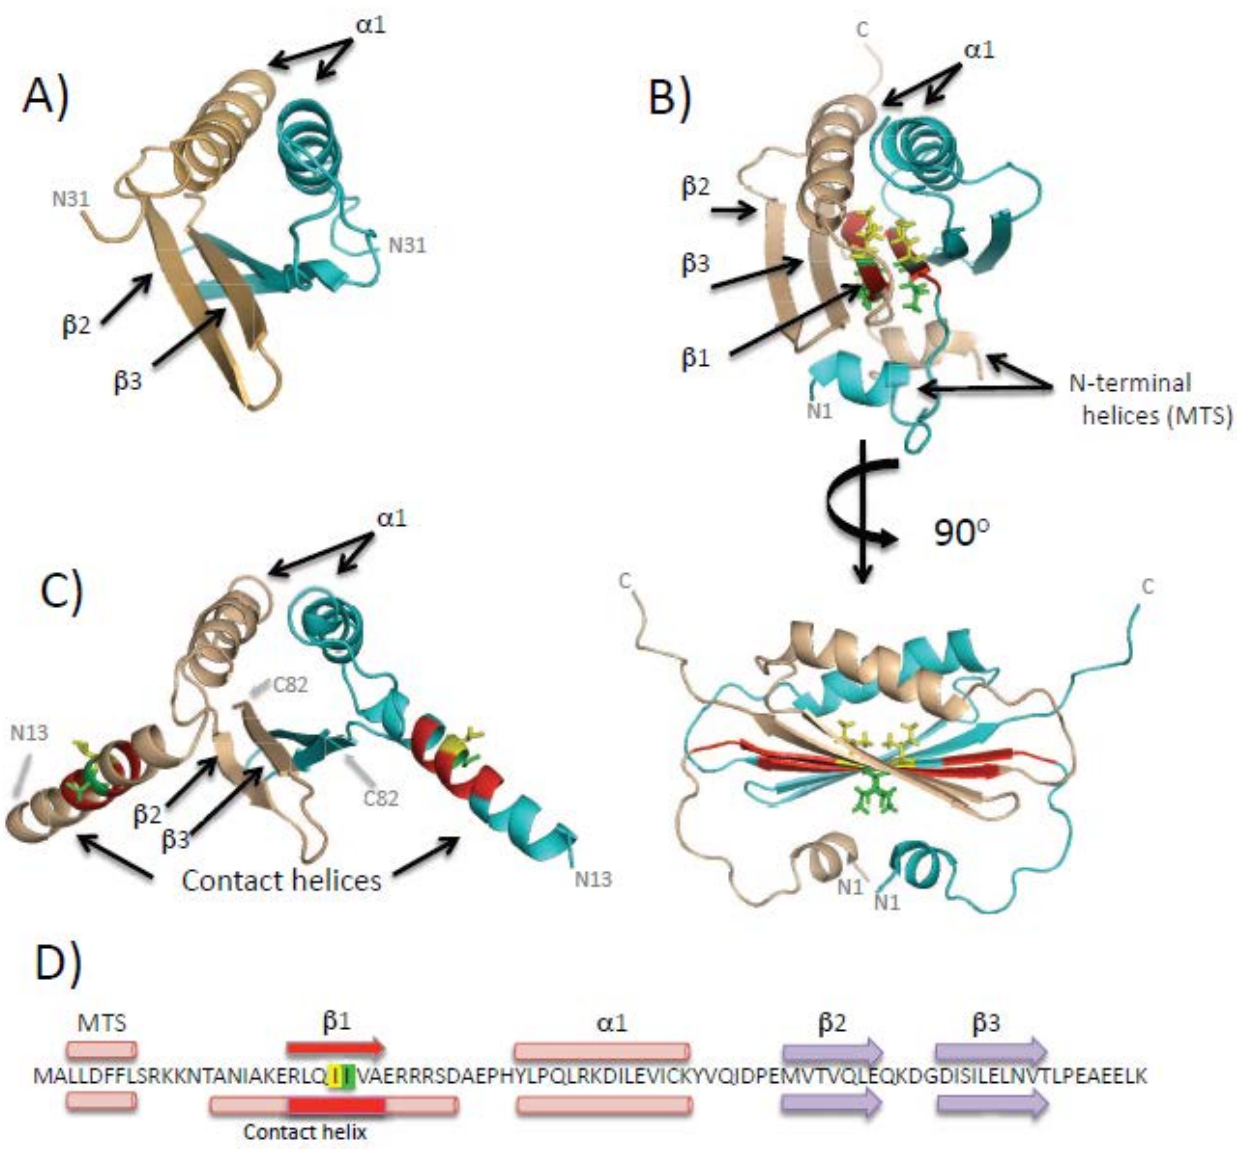 A)
α1
N31
N31
β2
β3
B)
C
α1
β2
β3
β1
N1
N-terminal
helices (MTS)
90°
C)
α1
C82
N13
β2
β3
C82
Contact helices
N13
C
C
N1
N1
D)
MTS β1 α1 β2 β3
MALLDFFLSRKKNTANIAKERLQIIVAERRRSDAEPHYLPQLRKDILEVICKYVQIDPEMVTVQLEQKDGDISILELNVTLPEAEELK
Contact helix